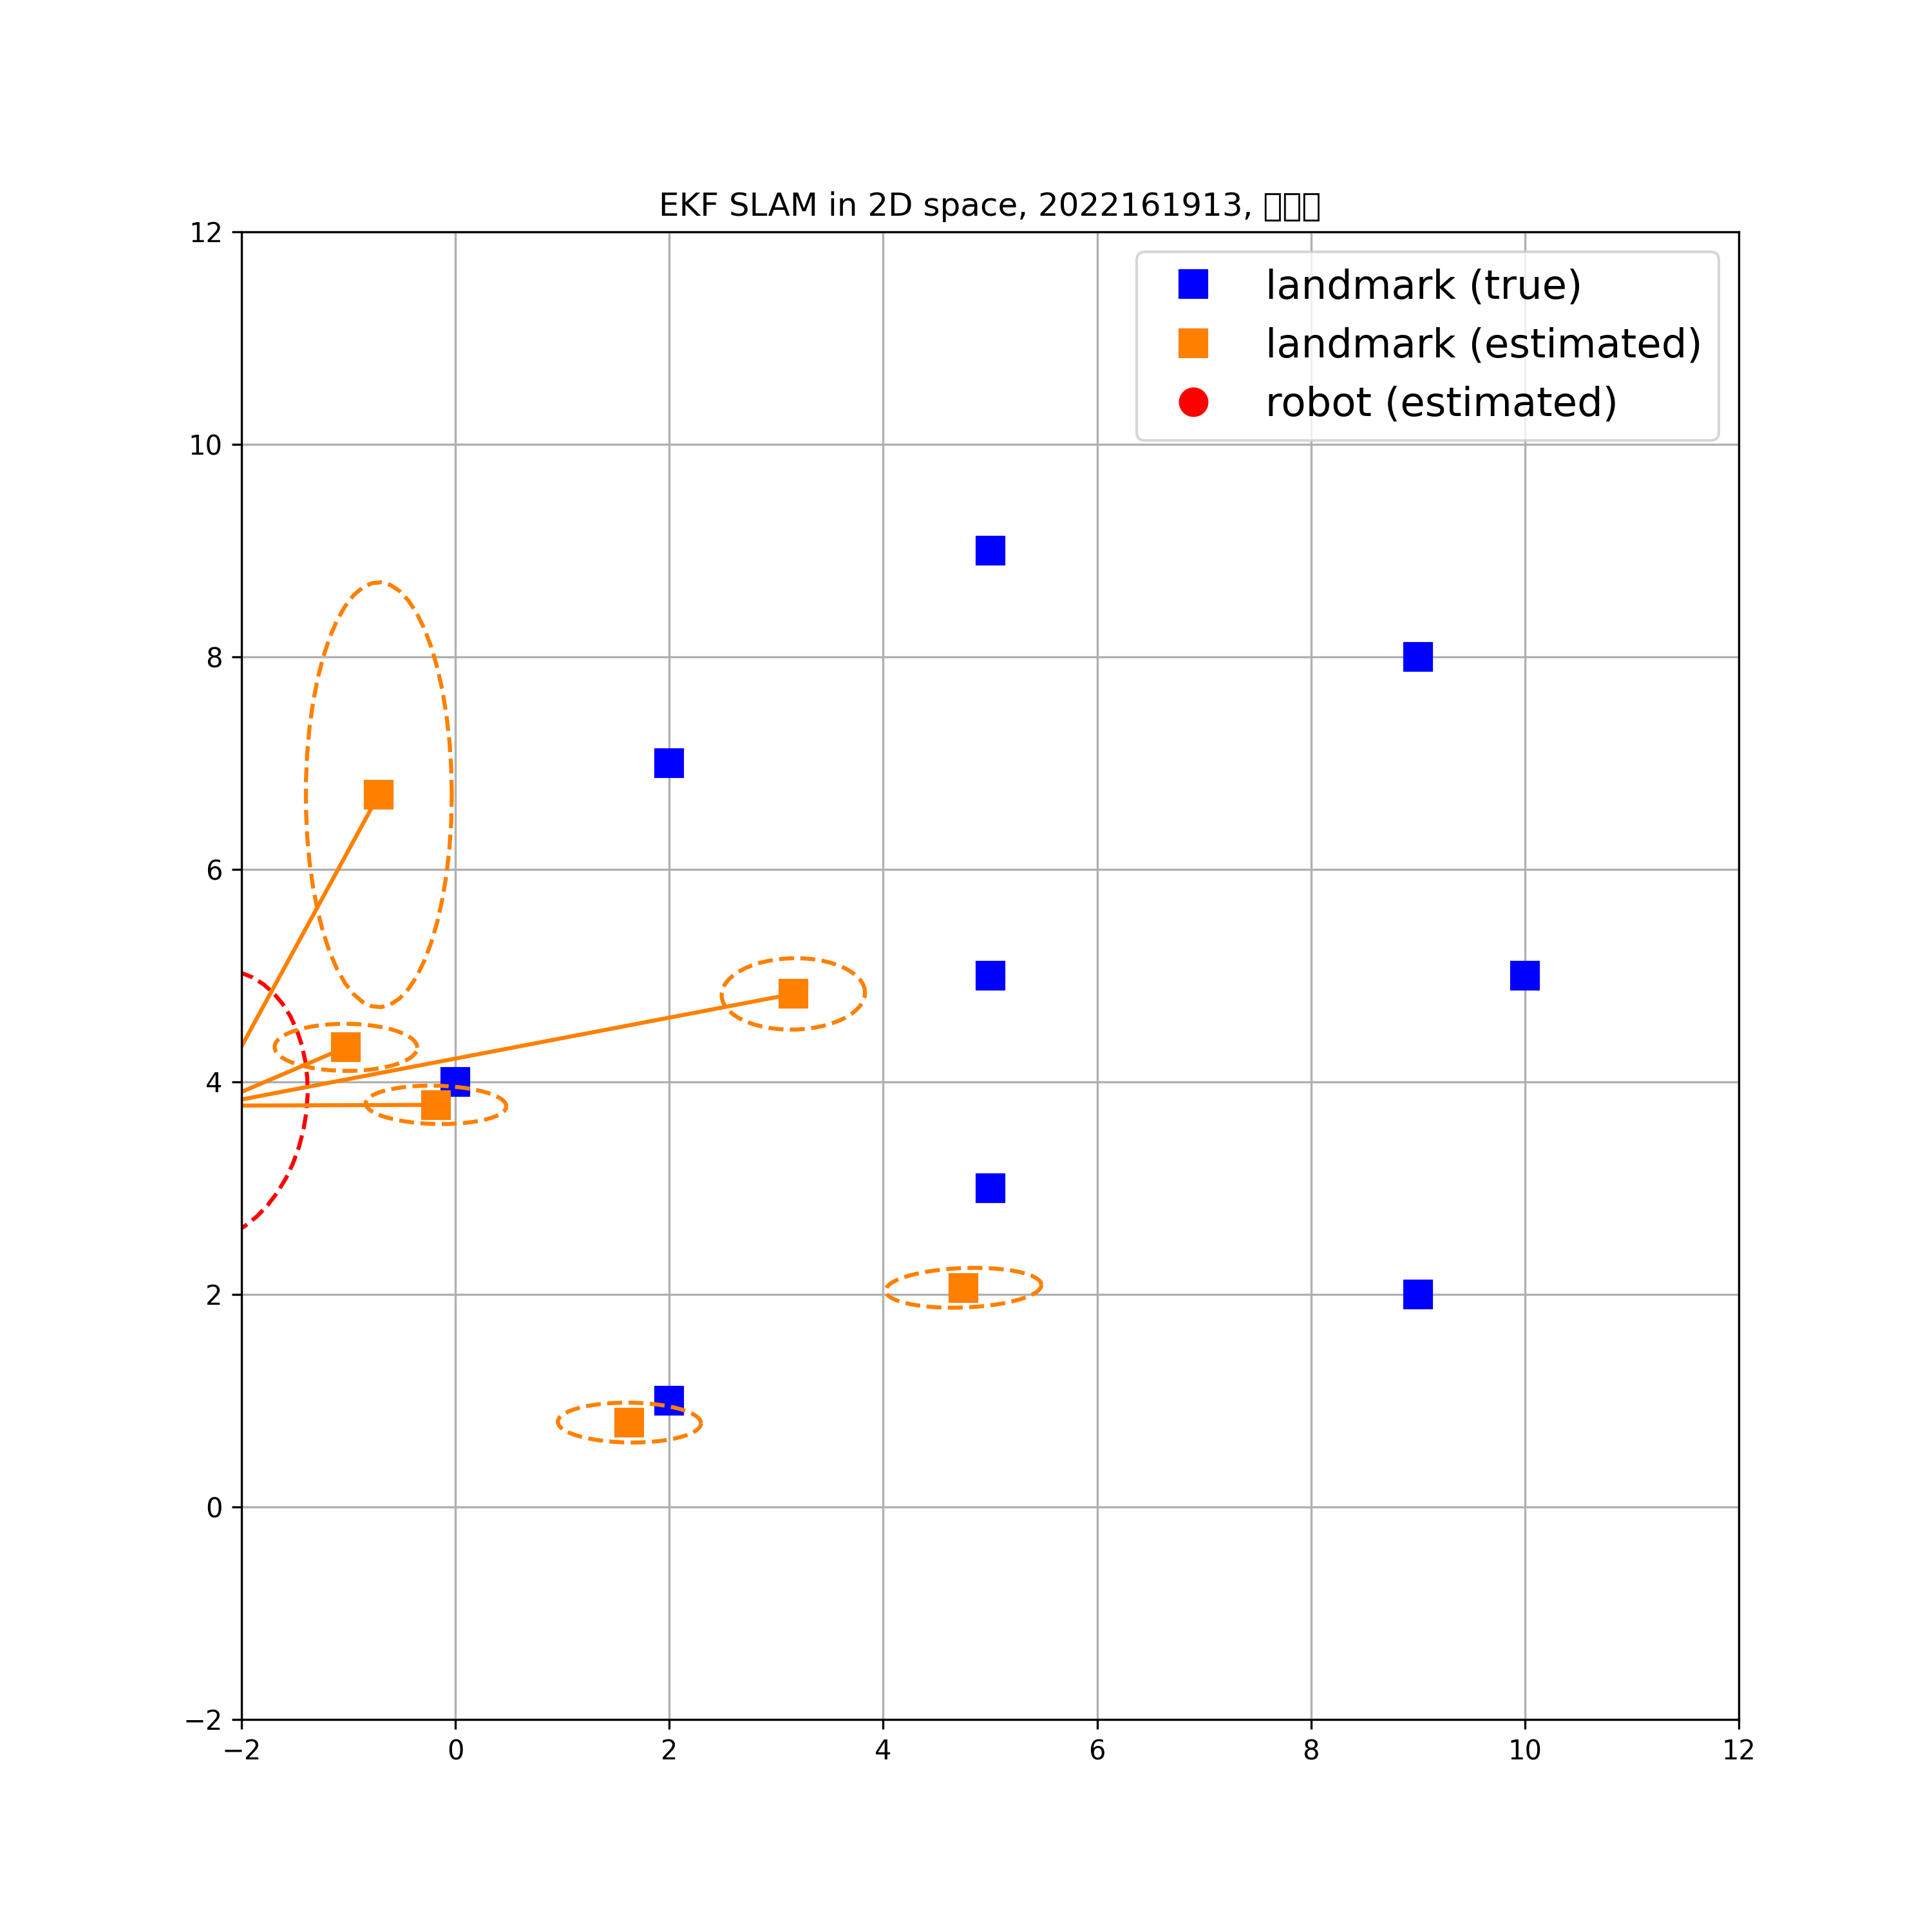 EKF SLAM in 2D space, 2022161913,
landmark (true)
landmark (estimated)
robot (estimated)
12
10
8
6
4
2
0
−2
−2 0 2 4 6 8 10 12